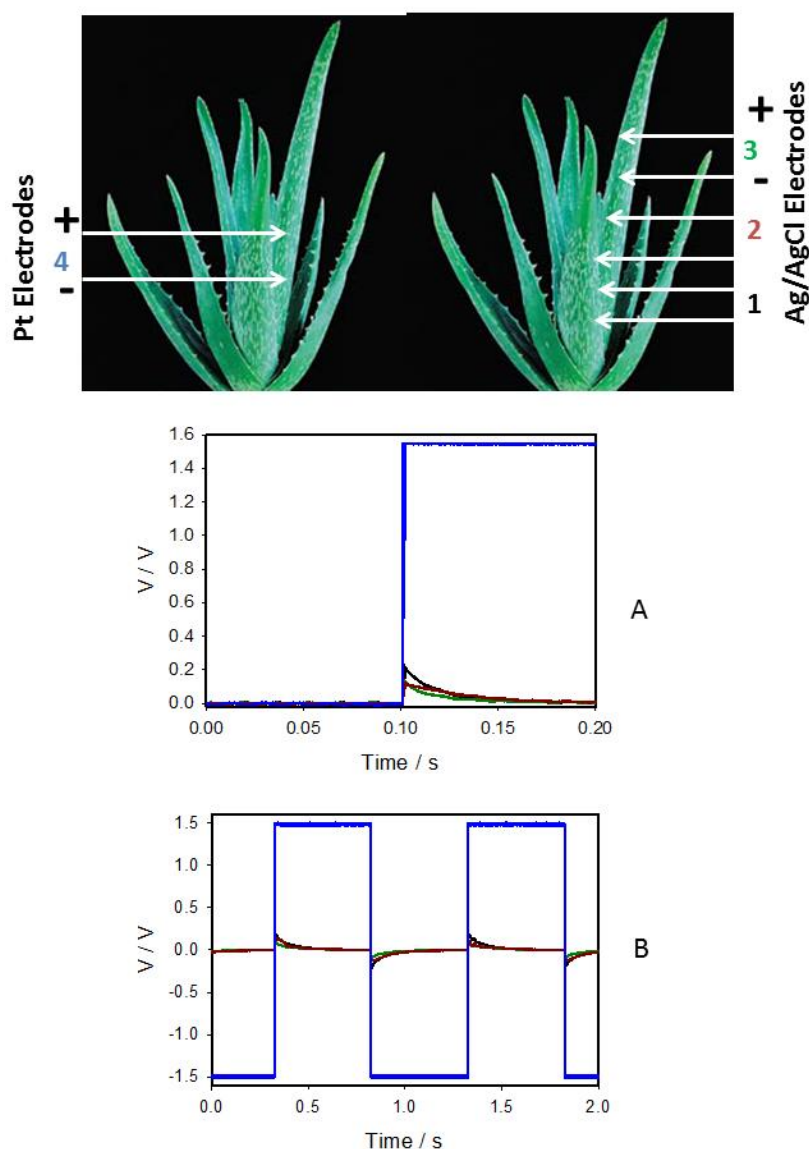 Pt Electrodes
+
4
-
+
3
-
2
1
Ag/AgCl Electrodes
1.6
1.4
1.2
1.0
0.8
0.6
0.4
0.2
0.0
V / V
0.00 0.05 0.10 0.15 0.20
Time / s
A
1.5
1.0
0.5
0.0
-0.5
-1.0
-1.5
V / V
0.0 0.5 1.0 1.5 2.0
Time / s
B